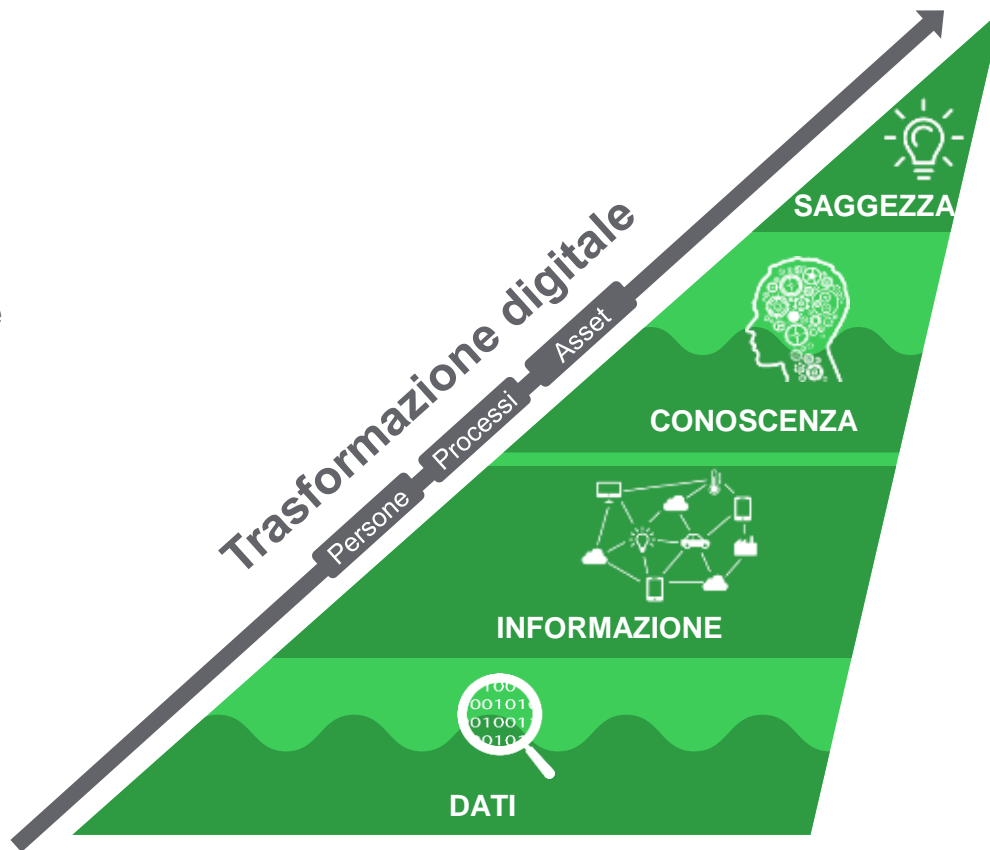 SAGGEZZA
Trasformazione digitale
Asset
Processi
Persone
CONOSCENZA
INFORMAZIONE
DATI